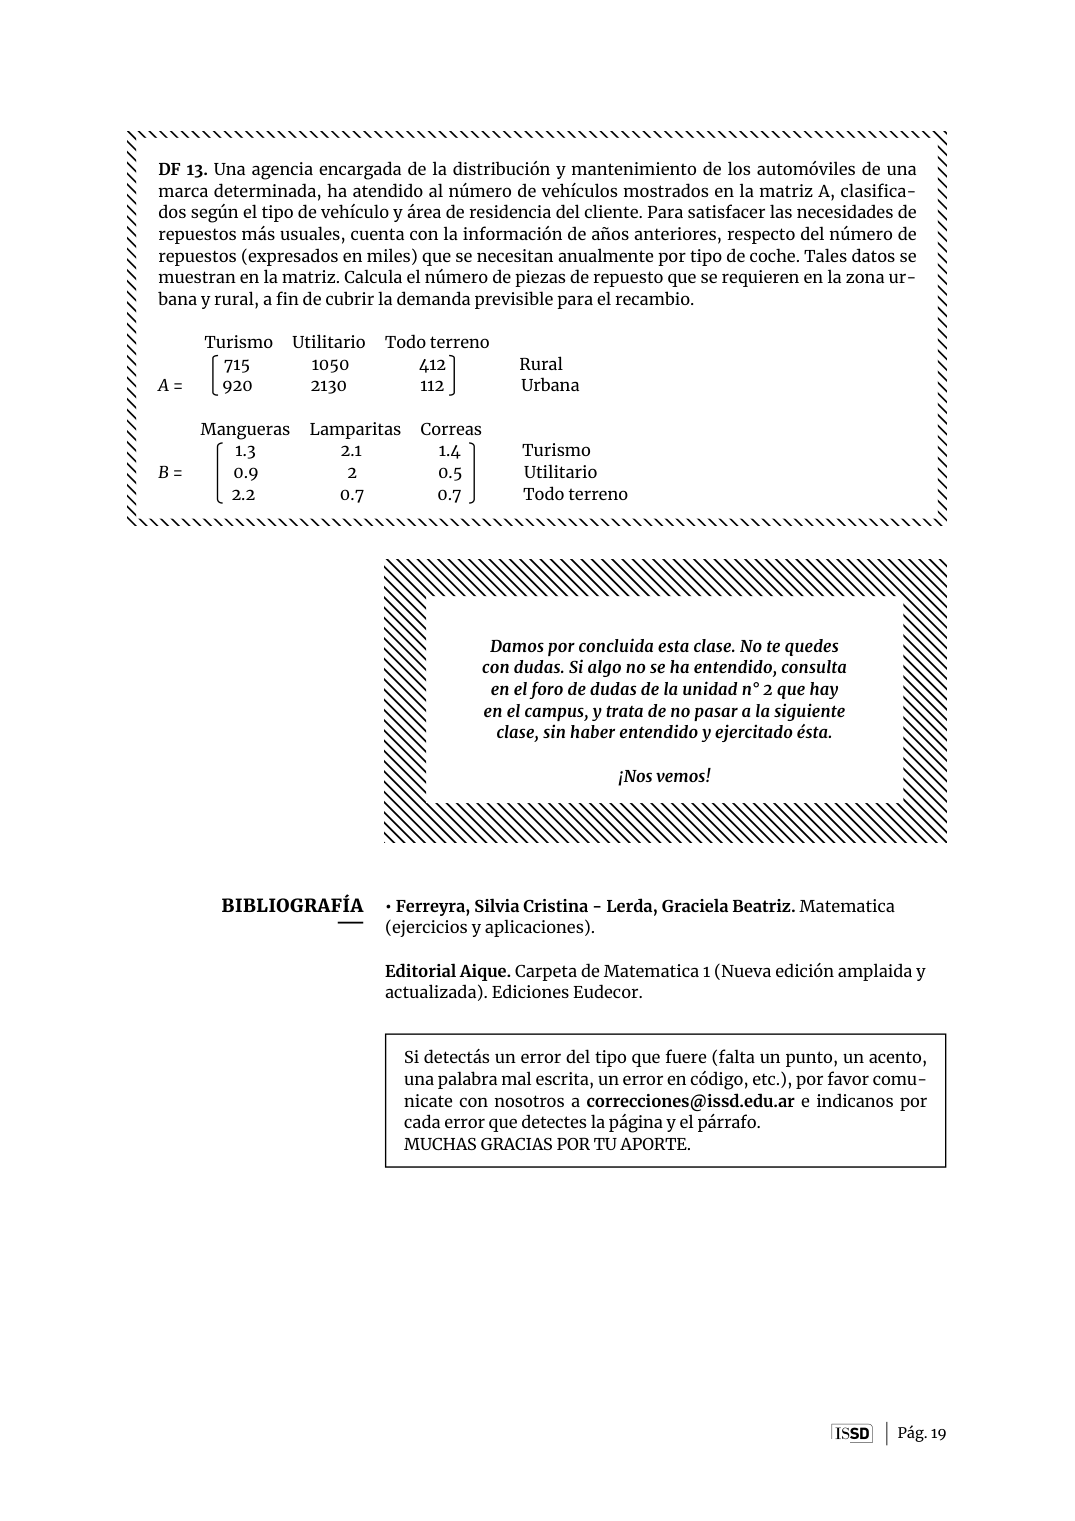 DF 13. Una agencia encargada de la distribución y mantenimiento de los automóviles de una
marca determinada, ha atendido al número de vehículos mostrados en la matriz A, clasifica-
dos según el tipo de vehículo y área de residencia del cliente. Para satisfacer las necesidades de
repuestos más usuales, cuenta con la información de años anteriores, respecto del número de
repuestos (expresados en miles) que se necesitan anualmente por tipo de coche. Tales datos se
muestran en la matriz. Calcula el número de piezas de repuesto que se requieren en la zona ur-
bana y rural, a fin de cubrir la demanda previsible para el recambio.
Turismo Utilitario Todo terreno
715 1050 412 Rural
A = 920 2130 112 Urbana
Mangueras Lamparitas Correas
1.3 2.1 1.4 Turismo
B = 0.9 2 0.5 Utilitario
2.2 0.7 0.7 Todo terreno
Damos por concluida esta clase. No te quedes
con dudas. Si algo no se ha entendido, consulta
en el foro de dudas de la unidad n° 2 que hay
en el campus, y trata de no pasar a la siguiente
clase, sin haber entendido y ejercitado ésta.
¡Nos vemos!
BIBLIOGRAFÍA
• Ferreyra, Silvia Cristina - Lerda, Graciela Beatriz. Matematica
(ejercicios y aplicaciones).
Editorial Aique. Carpeta de Matematica 1 (Nueva edición amplaida y
actualizada). Ediciones Eudecor.
Si detectás un error del tipo que fuere (falta un punto, un acento,
una palabra mal escrita, un error en código, etc.), por favor comu-
nicate con nosotros a correcciones@issd.edu.ar e indicanos por
cada error que detectes la página y el párrafo.
MUCHAS GRACIAS POR TU APORTE.
ISSD Pág. 19